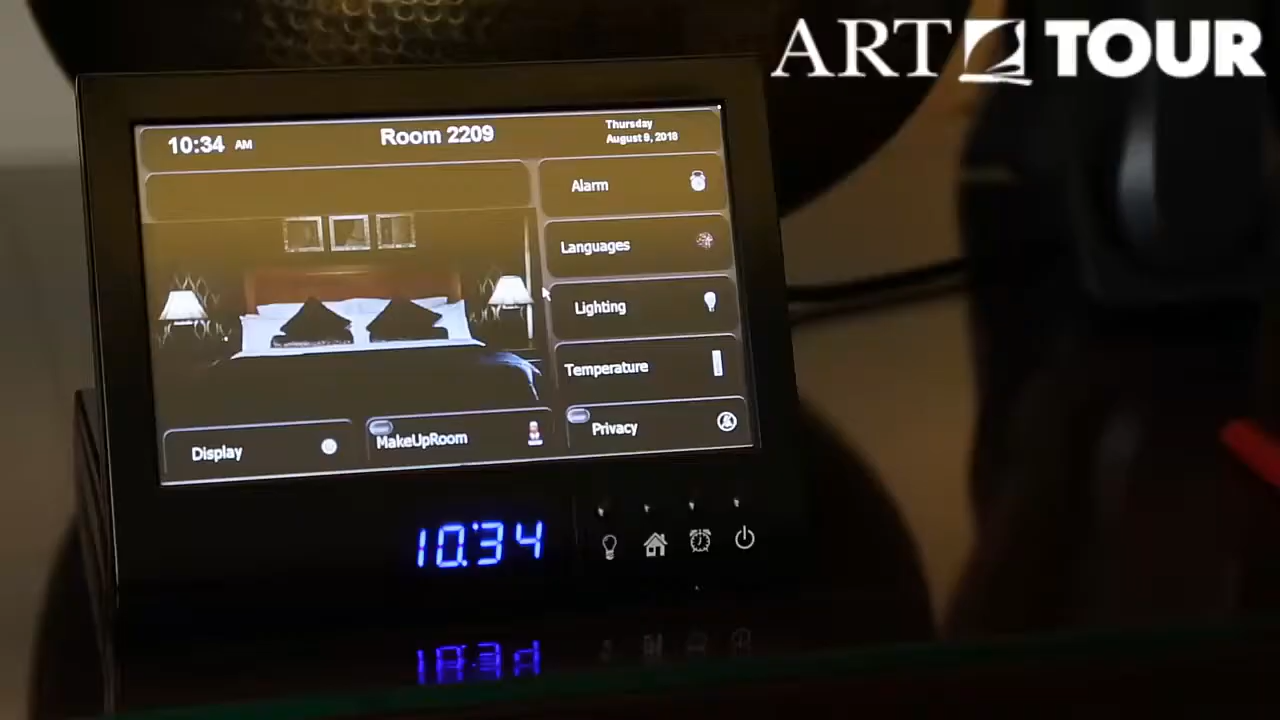 ART TOUR
10:34 AM
Room 2209
Thursday
August 9, 2018
Alarm
Languages
Lighting
Temperature
Display
MakeUpRoom
Privacy
10:34